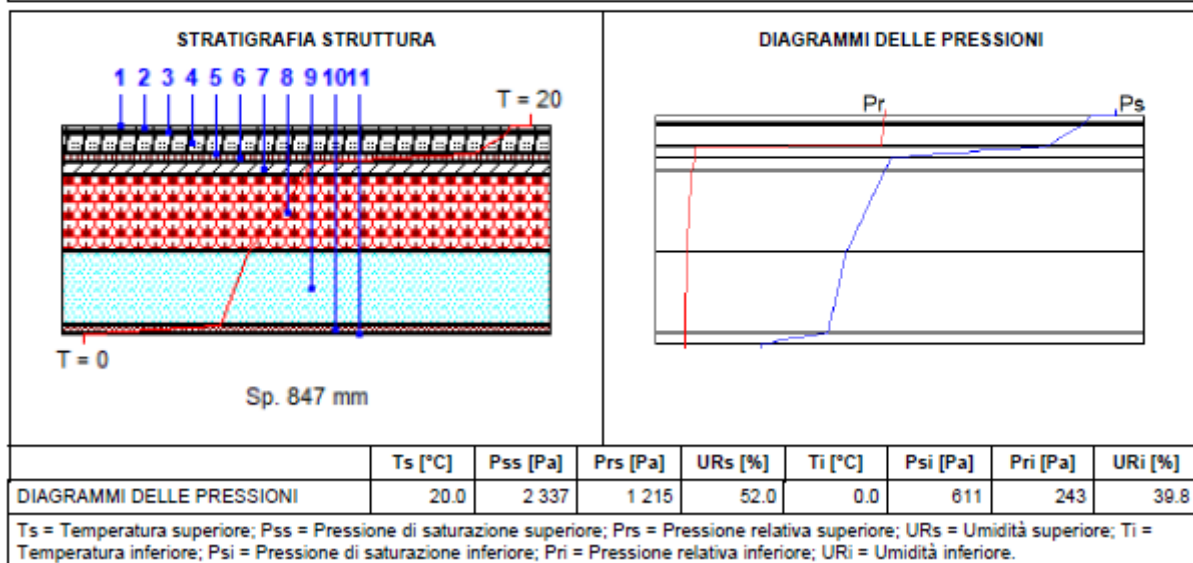 STRATIGRAFIA STRUTTURA
1 2 3 4 5 6 7 8 9 10 11
T = 20
T = 0
Sp. 847 mm
DIAGRAMMI DELLE PRESSIONI
Pr Ps
Ts [°C] Pss [Pa] Prs [Pa] URs [%] Ti [°C] Psi [Pa] Pri [Pa] URi [%]
DIAGRAMMI DELLE PRESSIONI 20.0 2 337 1 215 52.0 0.0 611 243 39.8
Ts = Temperatura superiore; Pss = Pressione di saturazione superiore; Prs = Pressione relativa superiore; URs = Umidità superiore; Ti =
Temperatura inferiore; Psi = Pressione di saturazione inferiore; Pri = Pressione relativa inferiore; URi = Umidità inferiore.